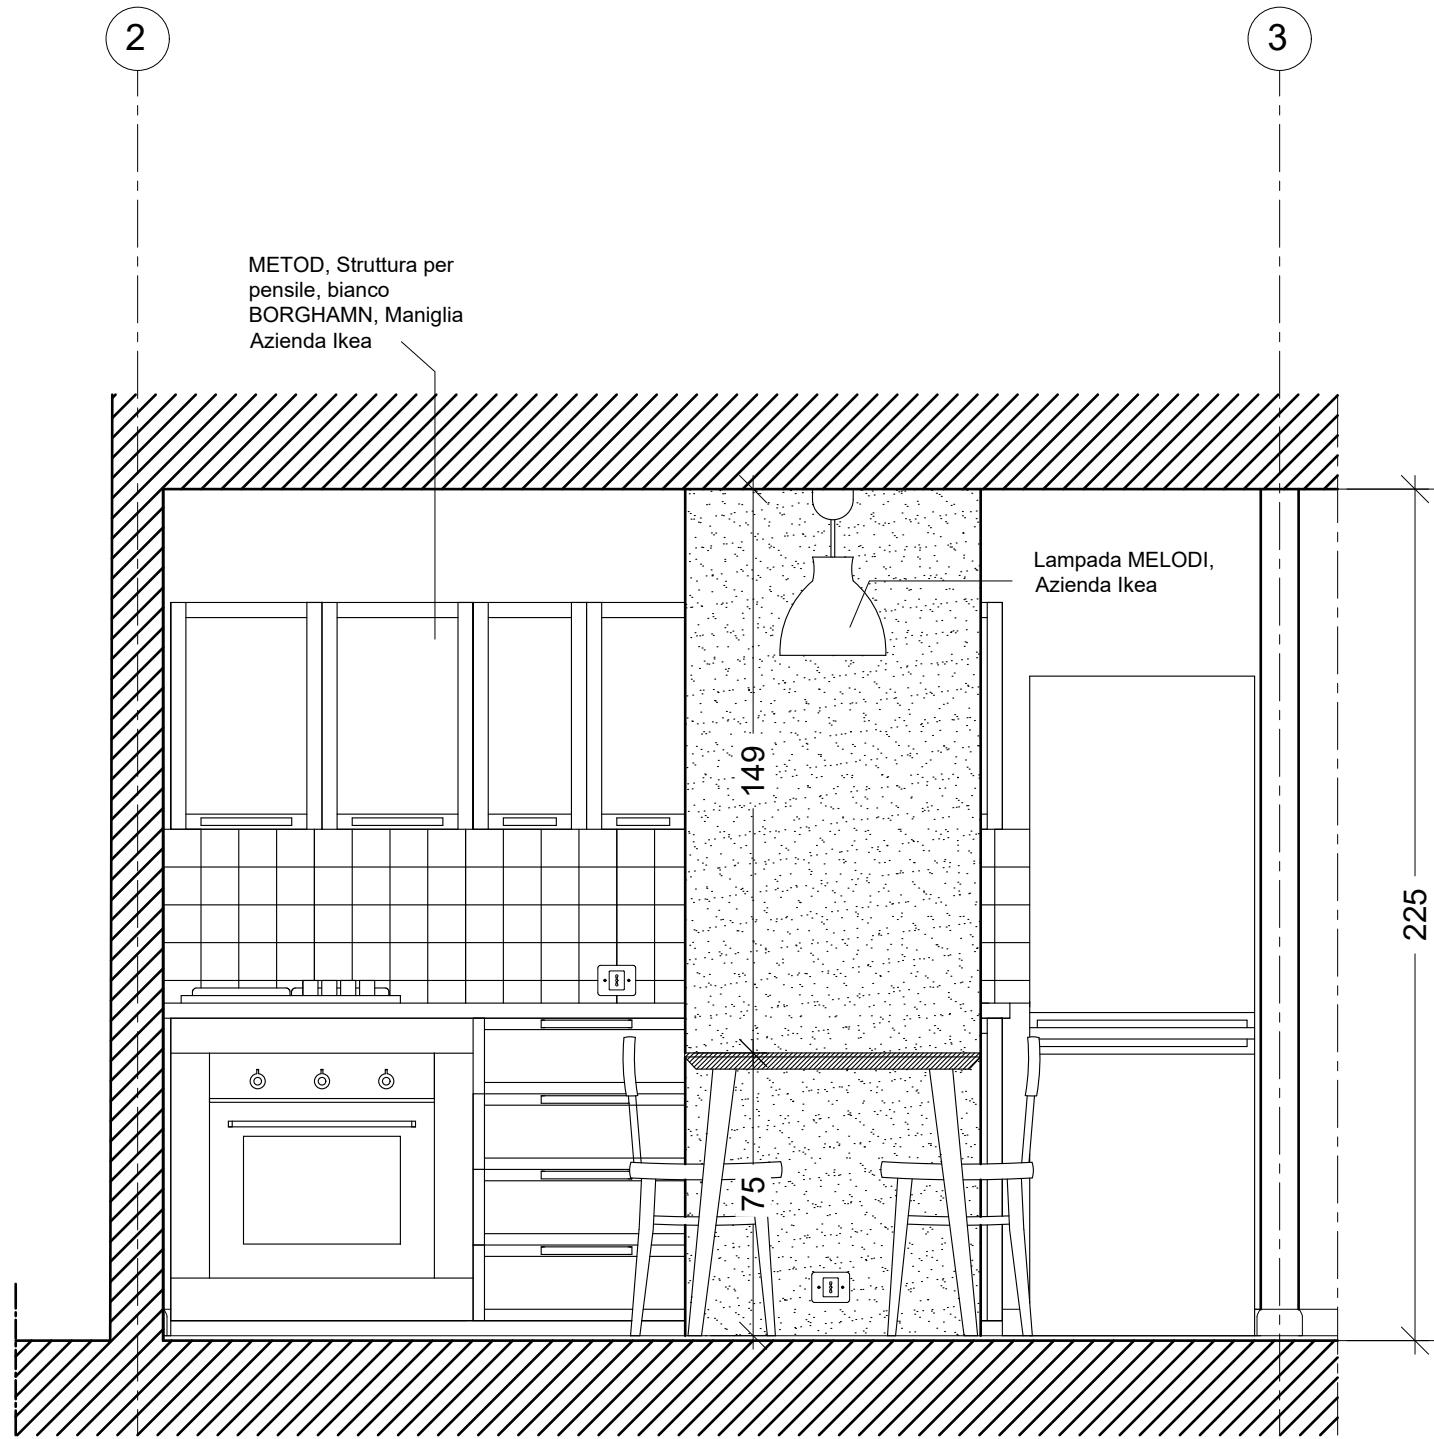 2
3
METOD, Struttura per
pensile, bianco
BORGHAMN, Maniglia
Azienda Ikea
Lampada MELODI,
Azienda Ikea
149
225
75